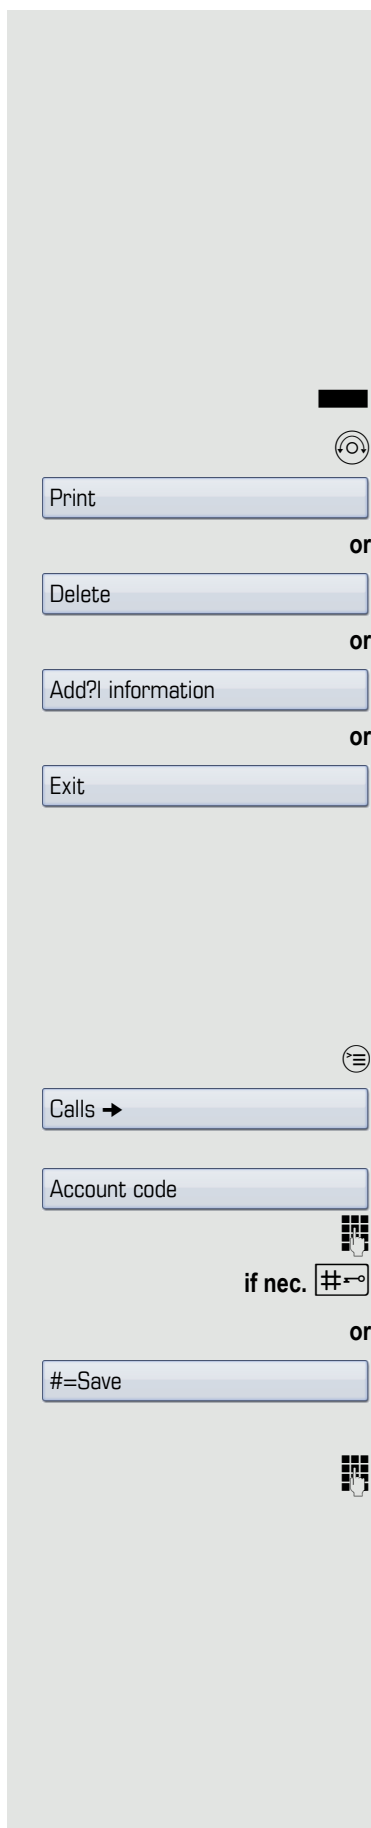 Print
or
Delete
or
Add?l information
or
Exit
Calls →
Account code
if nec. #
or
#=Save